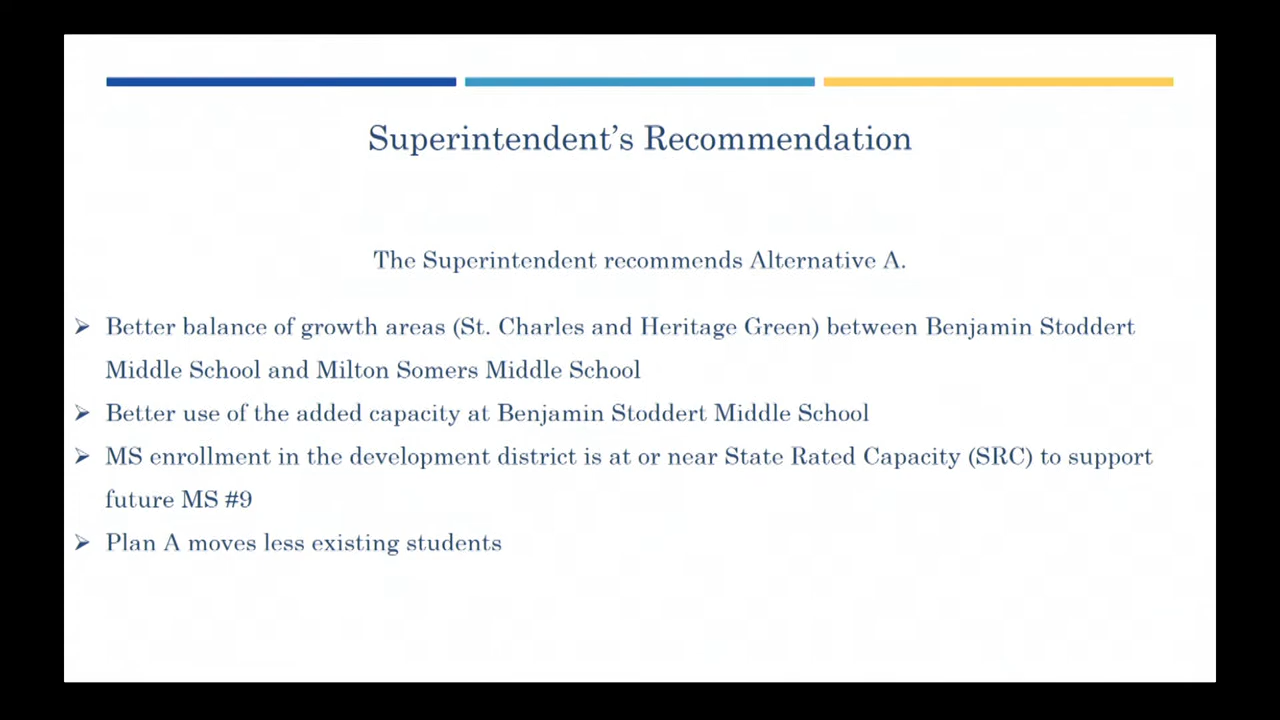 Superintendent's Recommendation
The Superintendent recommends Alternative A.
➢ Better balance of growth areas (St. Charles and Heritage Green) between Benjamin Stoddert
Middle School and Milton Somers Middle School
➢ Better use of the added capacity at Benjamin Stoddert Middle School
➢ MS enrollment in the development district is at or near State Rated Capacity (SRC) to support
future MS #9
➢ Plan A moves less existing students